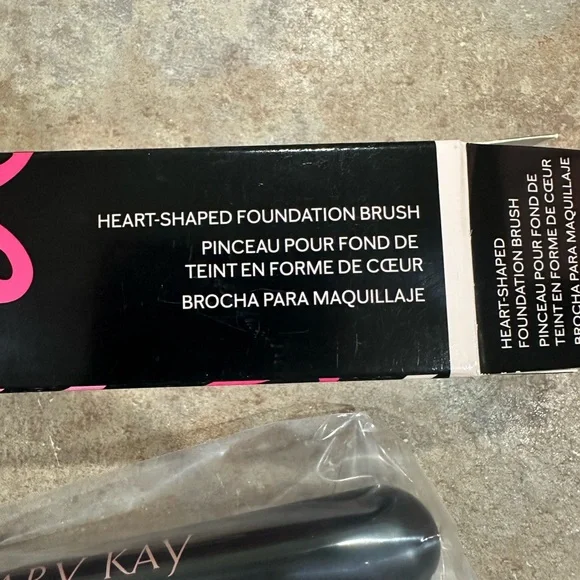 HEART-SHAPED FOUNDATION BRUSH
PINCEAU POUR FOND DE
TEINT EN FORME DE CŒUR
BROCHA PARA MAQUILLAJE
HEART-SHAPED
FOUNDATION BRUSH
PINCEAU POUR FOND DE
TEINT EN FORME DE CŒUR
BROCHA PARA MAQUILLAJE
KAY